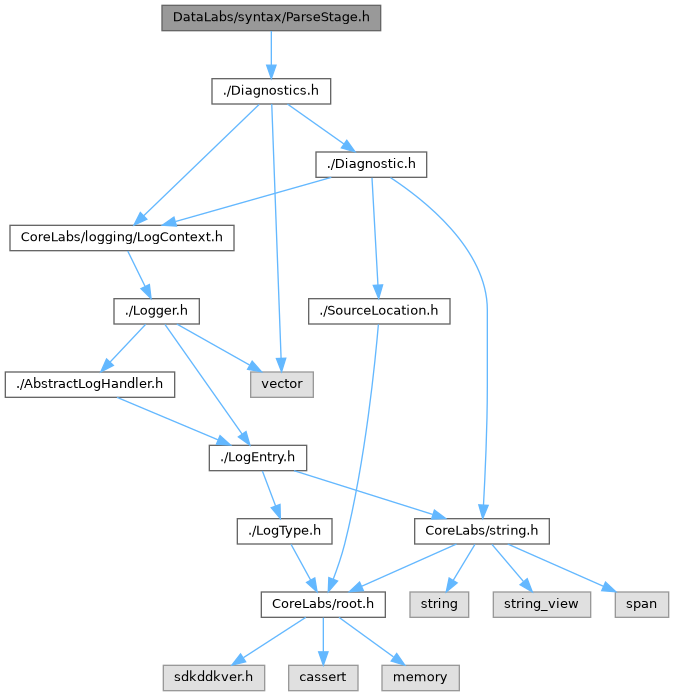 DataLabs/syntax/ParseStage.h
./Diagnostics.h
./Diagnostic.h
CoreLabs/logging/LogContext.h
./Logger.h
./SourceLocation.h
./AbstractLogHandler.h
vector
./LogEntry.h
./LogType.h
CoreLabs/string.h
CoreLabs/root.h
string
string_view
span
sdkddkver.h
cassert
memory